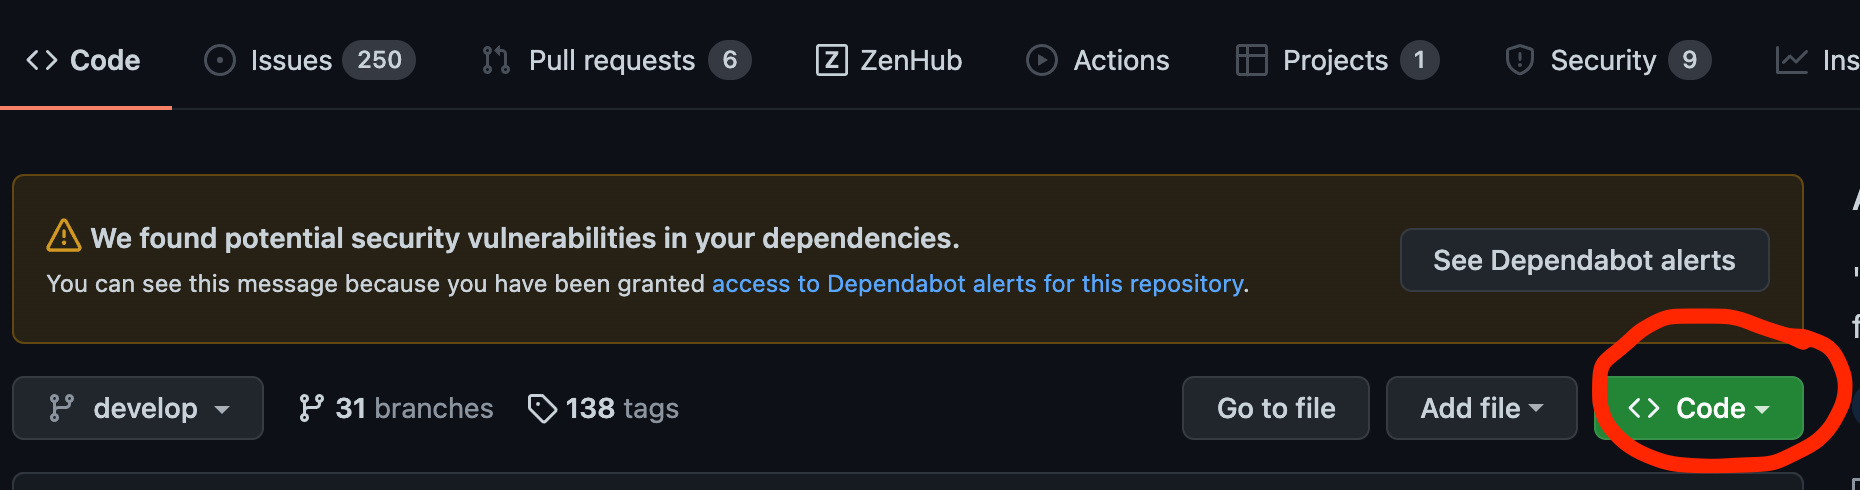 Code Issues 250 Pull requests 6 Z ZenHub Actions Projects 1 Security 9 Ins
We found potential security vulnerabilities in your dependencies.
You can see this message because you have been granted access to Dependabot alerts for this repository.
See Dependabot alerts
develop 31 branches 138 tags Go to file Add file Code